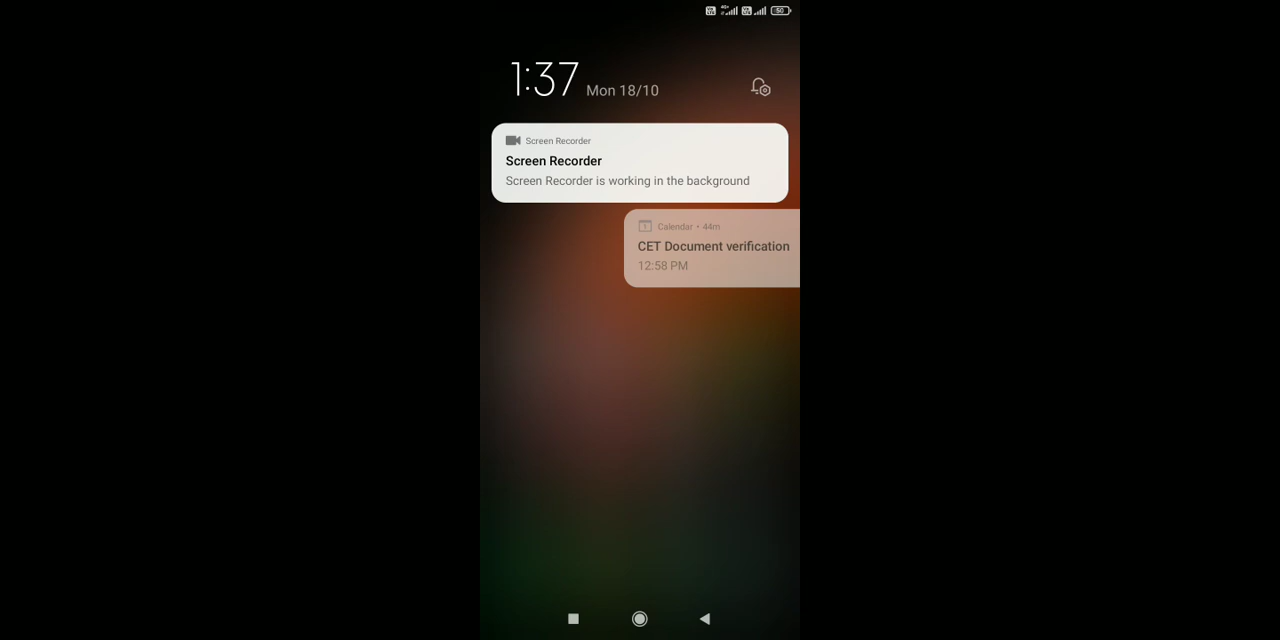 50
1:37 Mon 18/10
Screen Recorder
Screen Recorder
Screen Recorder is working in the background
Calendar • 44m
CET Document verification
12:58 PM